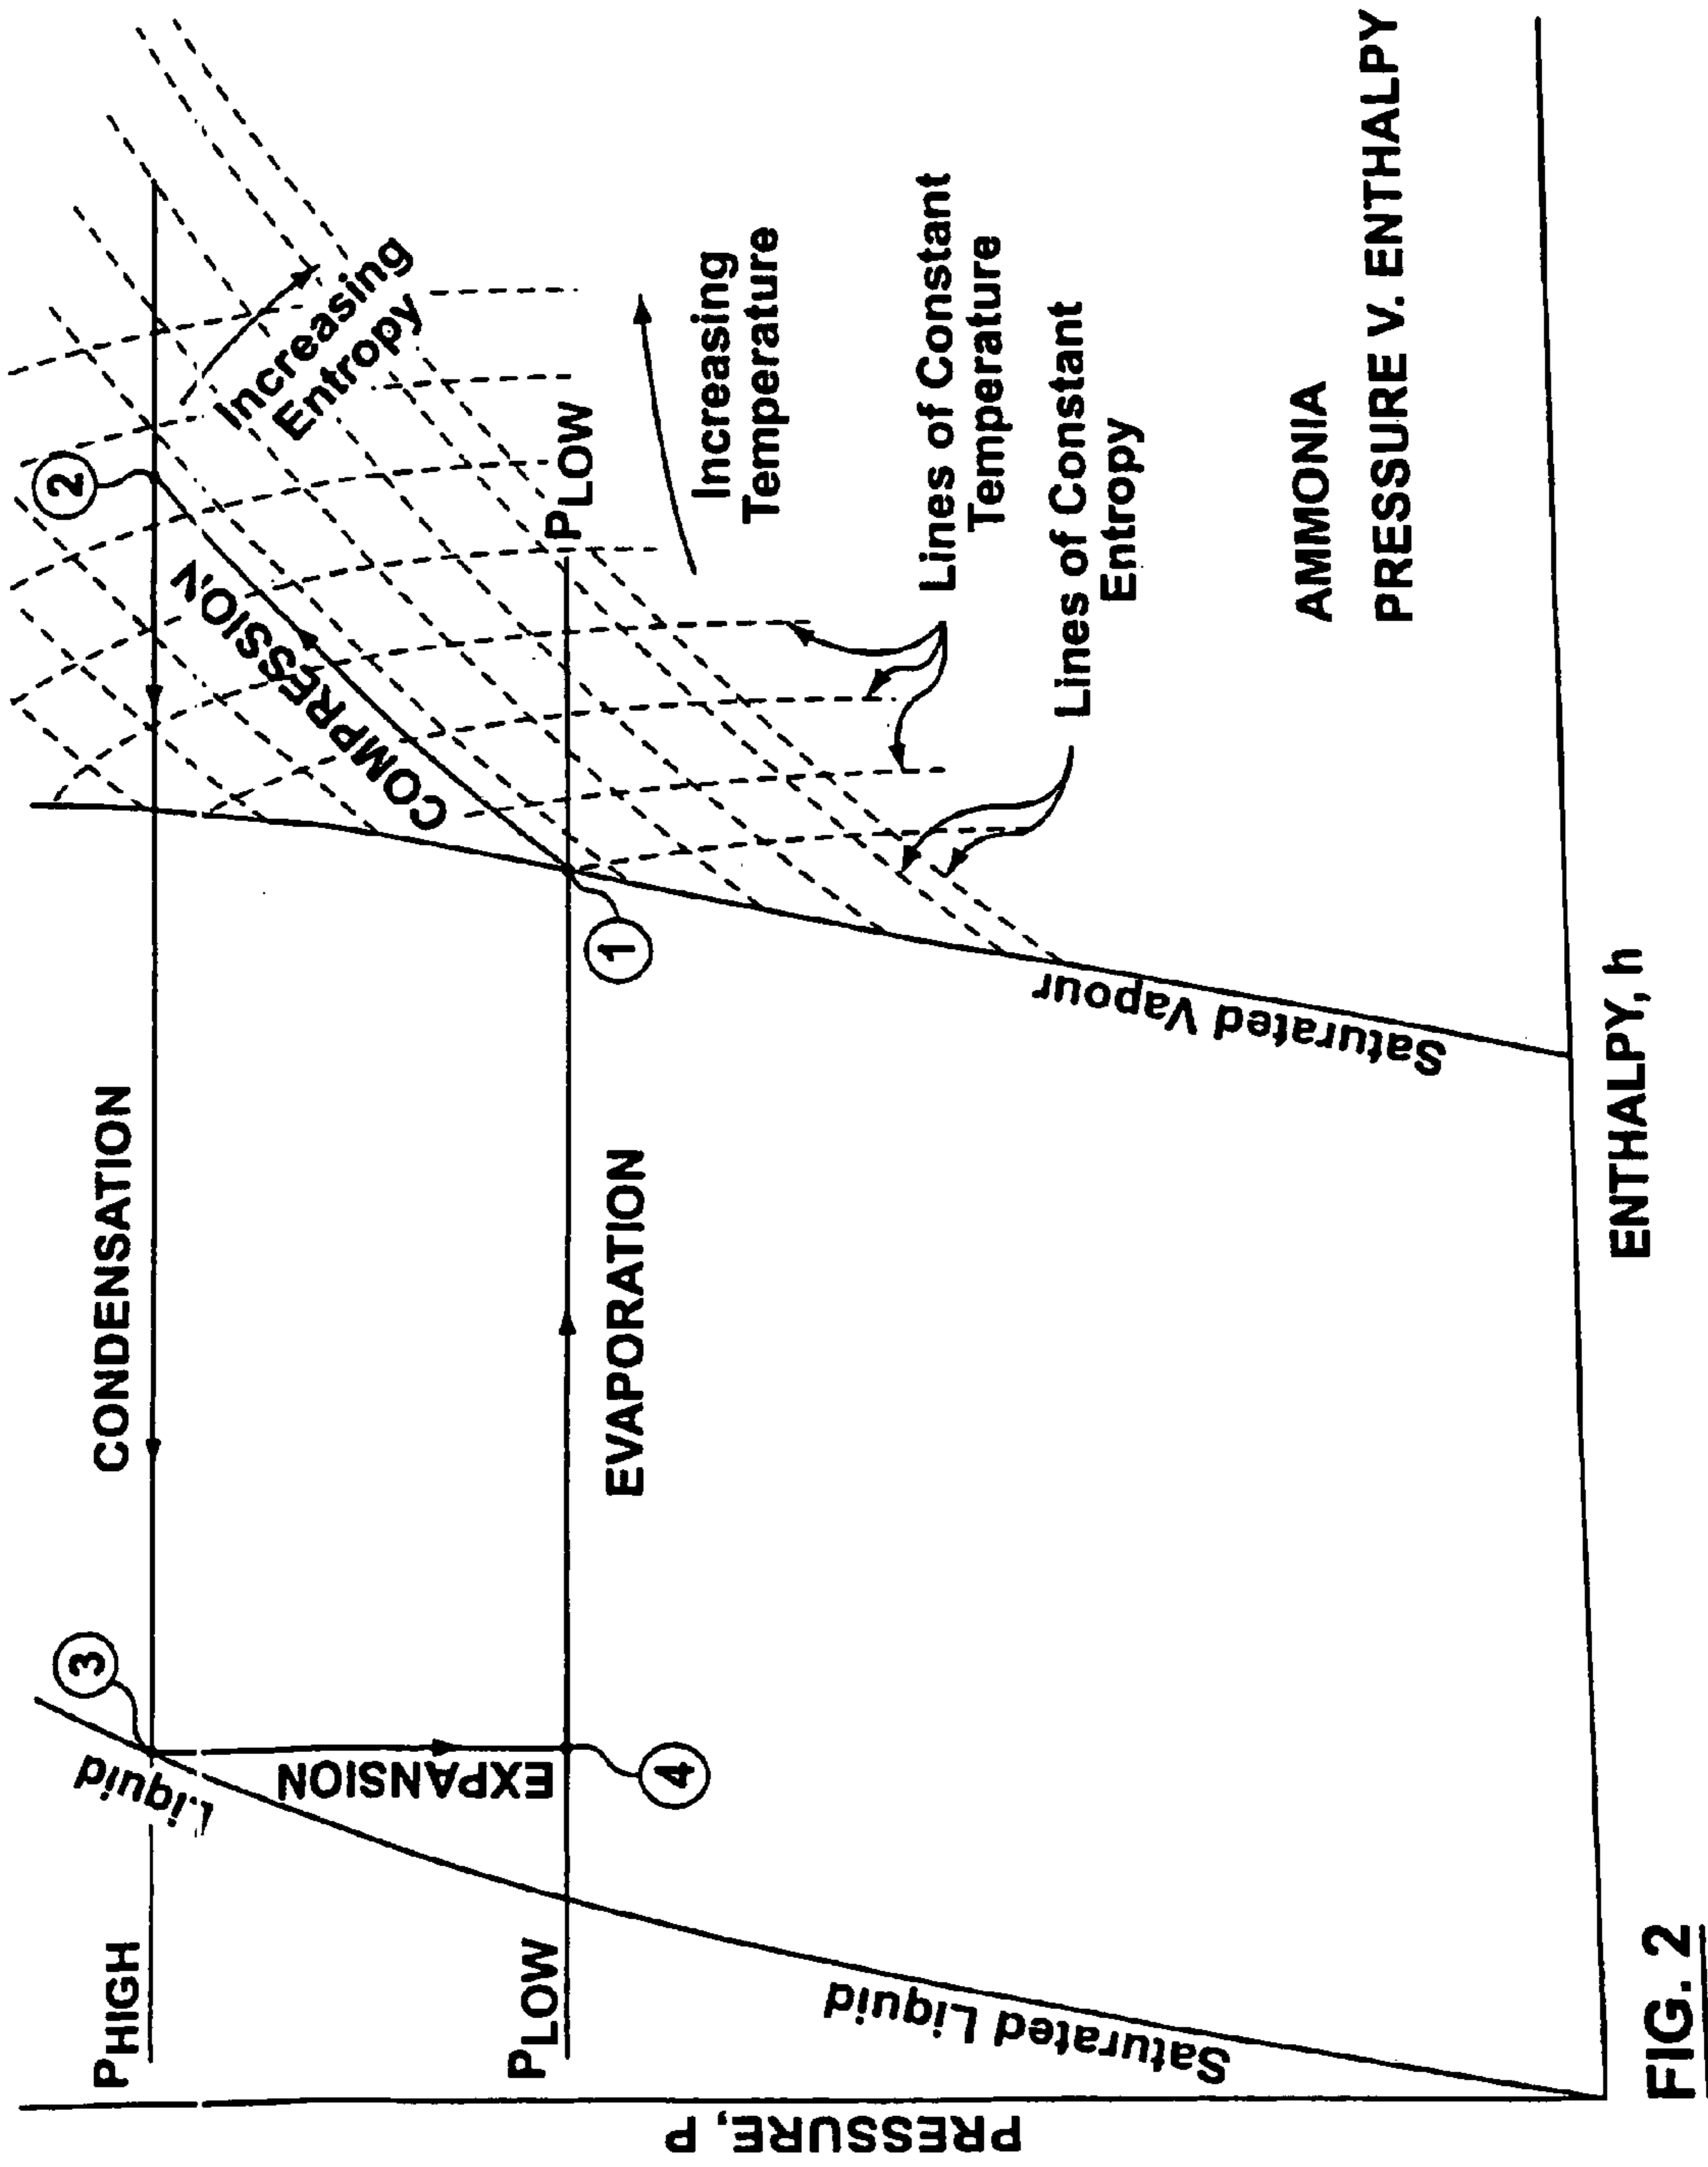 PHIGH
Liquid
3
CONDENSATION
2
COMPRESSION
Increasing
Entropy
EXPANSION
PLOW
4
EVAPORATION
1
PLOW
Increasing
Temperature
Lines of Constant
Temperature
Lines of Constant
Entropy
Saturated Liquid
Saturated Vapour
AMMONIA
PRESSURE V. ENTHALPY
PRESSURE, P
ENTHALPY, h
FIG. 2